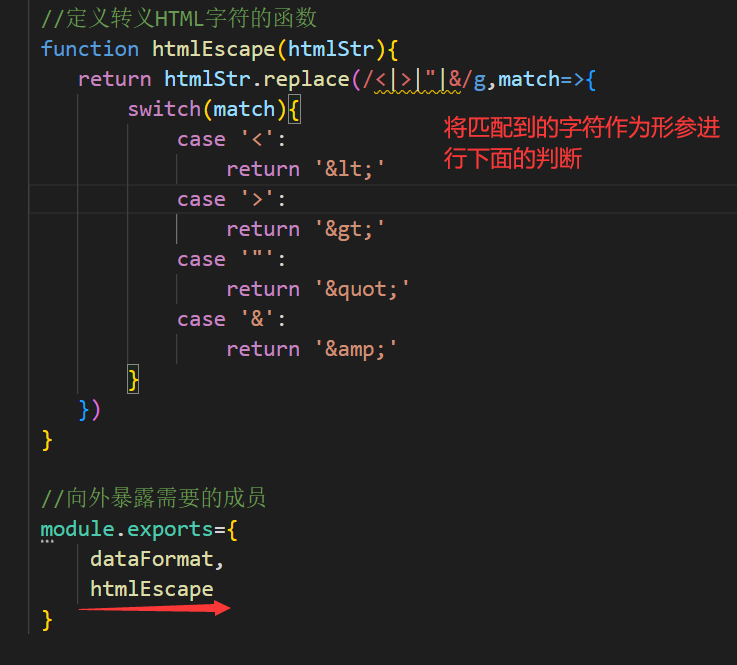 //定义转义HTML字符的函数
function htmlEscape(htmlStr){
return htmlStr.replace(/<|>|"|&/g,match=>{
switch(match){
case '<':
return '&lt;'
case '>':
return '&gt;'
case '"':
return '&quot;'
case '&':
return '&amp;'
}
})
}
将匹配到的字符作为形参进
行下面的判断
//向外暴露需要的成员
module.exports={
dataFormat,
htmlEscape
}